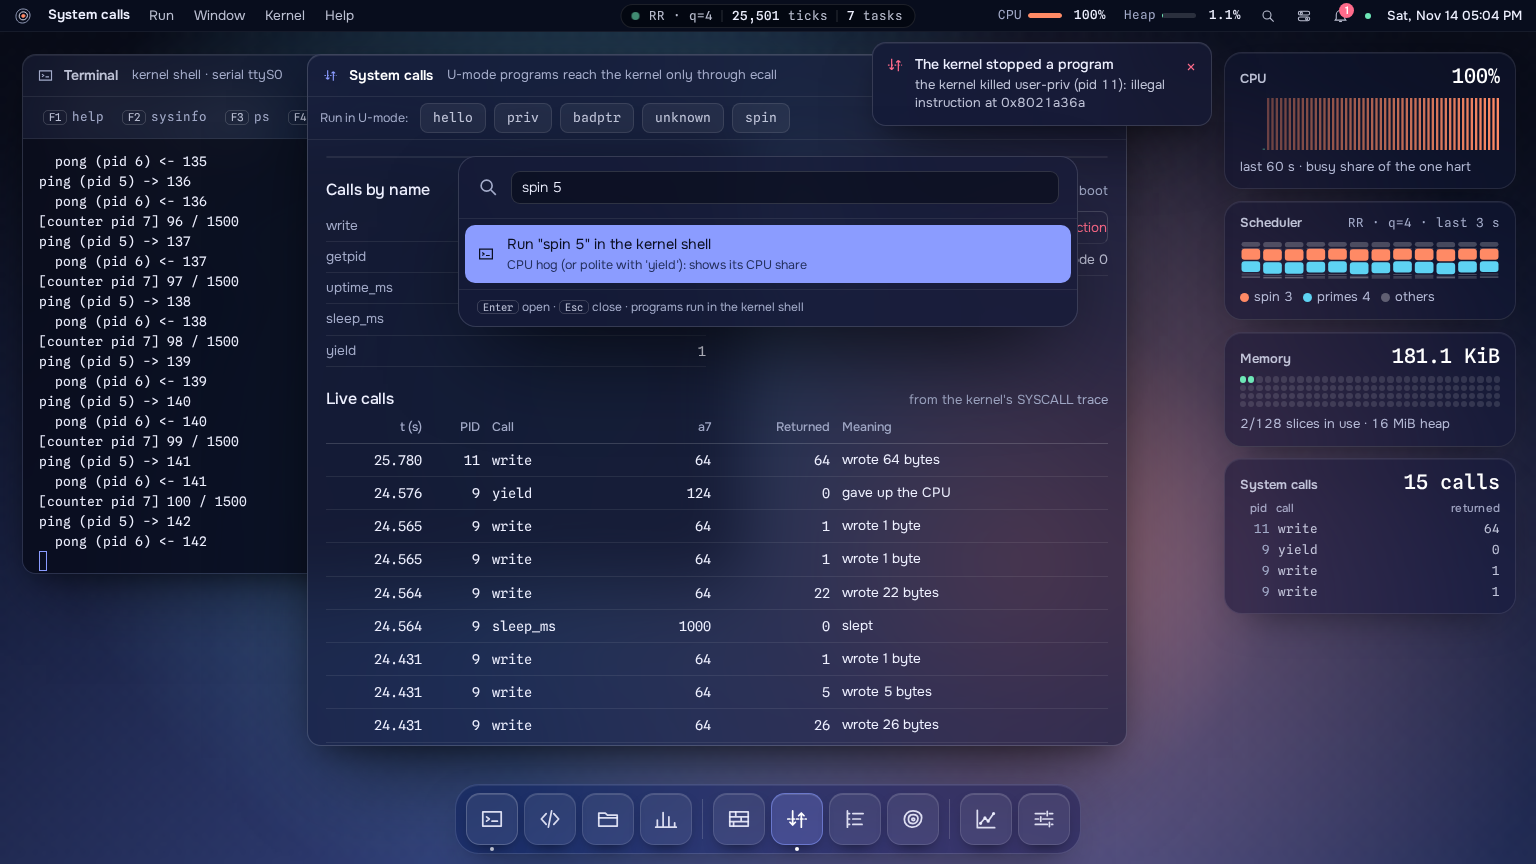 System calls Run Window Kernel Help
RR · q=4 | 25,501 ticks | 7 tasks
CPU 100% Heap 1.1% 1 Sat, Nov 14 05:04 PM
Terminal kernel shell · serial ttyS0
F1 help F2 sysinfo F3 ps F4
pong (pid 6) <- 135
ping (pid 5) -> 136
pong (pid 6) <- 136
[counter pid 7] 96 / 1500
ping (pid 5) -> 137
pong (pid 6) <- 137
[counter pid 7] 97 / 1500
ping (pid 5) -> 138
pong (pid 6) <- 138
[counter pid 7] 98 / 1500
ping (pid 5) -> 139
pong (pid 6) <- 139
ping (pid 5) -> 140
pong (pid 6) <- 140
[counter pid 7] 99 / 1500
ping (pid 5) -> 141
pong (pid 6) <- 141
[counter pid 7] 100 / 1500
ping (pid 5) -> 142
pong (pid 6) <- 142
System calls U-mode programs reach the kernel only through ecall
Run in U-mode: hello priv badptr unknown spin
The kernel stopped a program ×
the kernel killed user-priv (pid 11): illegal
instruction at 0x8021a36a
spin 5
Run "spin 5" in the kernel shell
CPU hog (or polite with 'yield'): shows its CPU share
Enter open · Esc close · programs run in the kernel shell
Calls by name boot
write
getpid
uptime_ms
sleep_ms
yield 1
Live calls from the kernel's SYSCALL trace
t (s) PID Call a7 Returned Meaning
25.780 11 write 64 64 wrote 64 bytes
24.576 9 yield 124 0 gave up the CPU
24.565 9 write 64 1 wrote 1 byte
24.565 9 write 64 1 wrote 1 byte
24.564 9 write 64 22 wrote 22 bytes
24.564 9 sleep_ms 1000 0 slept
24.431 9 write 64 1 wrote 1 byte
24.431 9 write 64 5 wrote 5 bytes
24.431 9 write 64 26 wrote 26 bytes
CPU 100%
last 60 s · busy share of the one hart
Scheduler RR · q=4 · last 3 s
spin 3 primes 4 others
Memory 181.1 KiB
2/128 slices in use · 16 MiB heap
System calls 15 calls
pid call returned
11 write 64
9 yield 0
9 write 1
9 write 1